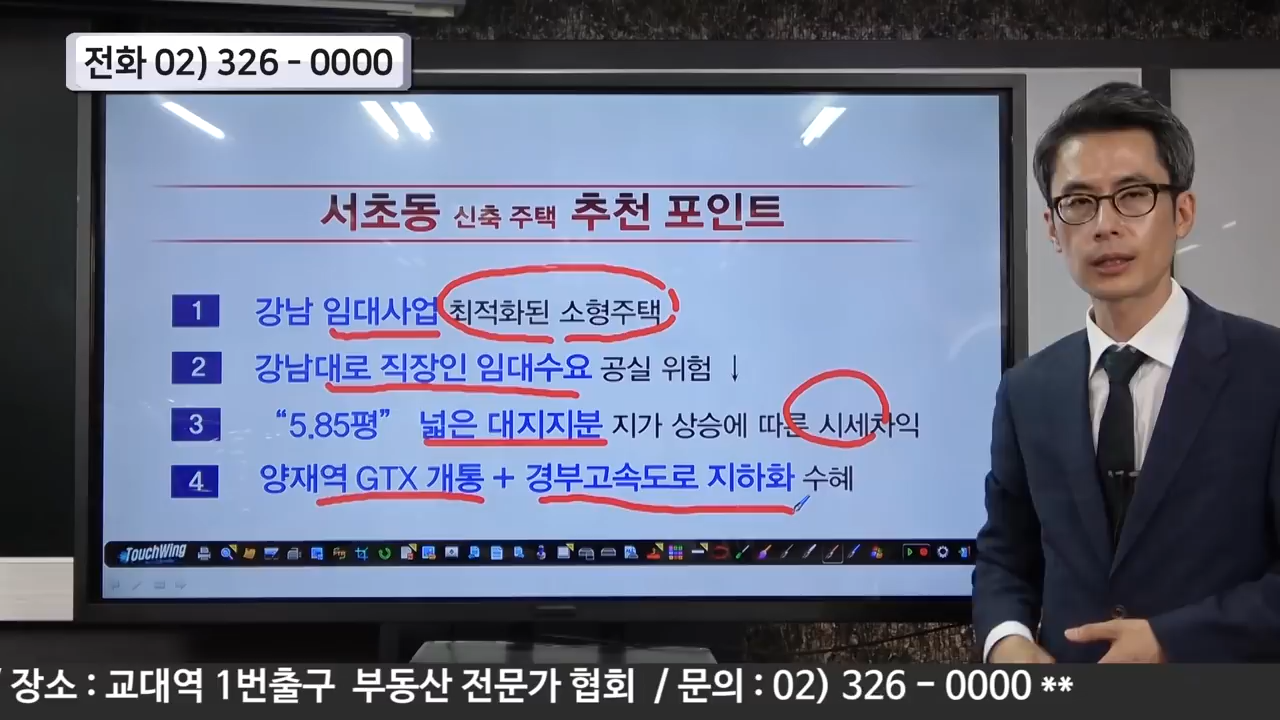 전화 02) 326 - 0000
서초동 신축 주택 추천 포인트
1 강남 임대사업 최적화된 소형주택
2 강남대로 직장인 임대수요 공실 위험 ↓
3 “5.85평” 넓은 대지지분 지가 상승에 따른 시세차익
4 양재역 GTX 개통 + 경부고속도로 지하화 수혜
TouchWing
/ 장소 : 교대역 1번출구 부동산 전문가 협회 / 문의 : 02) 326 - 0000 **